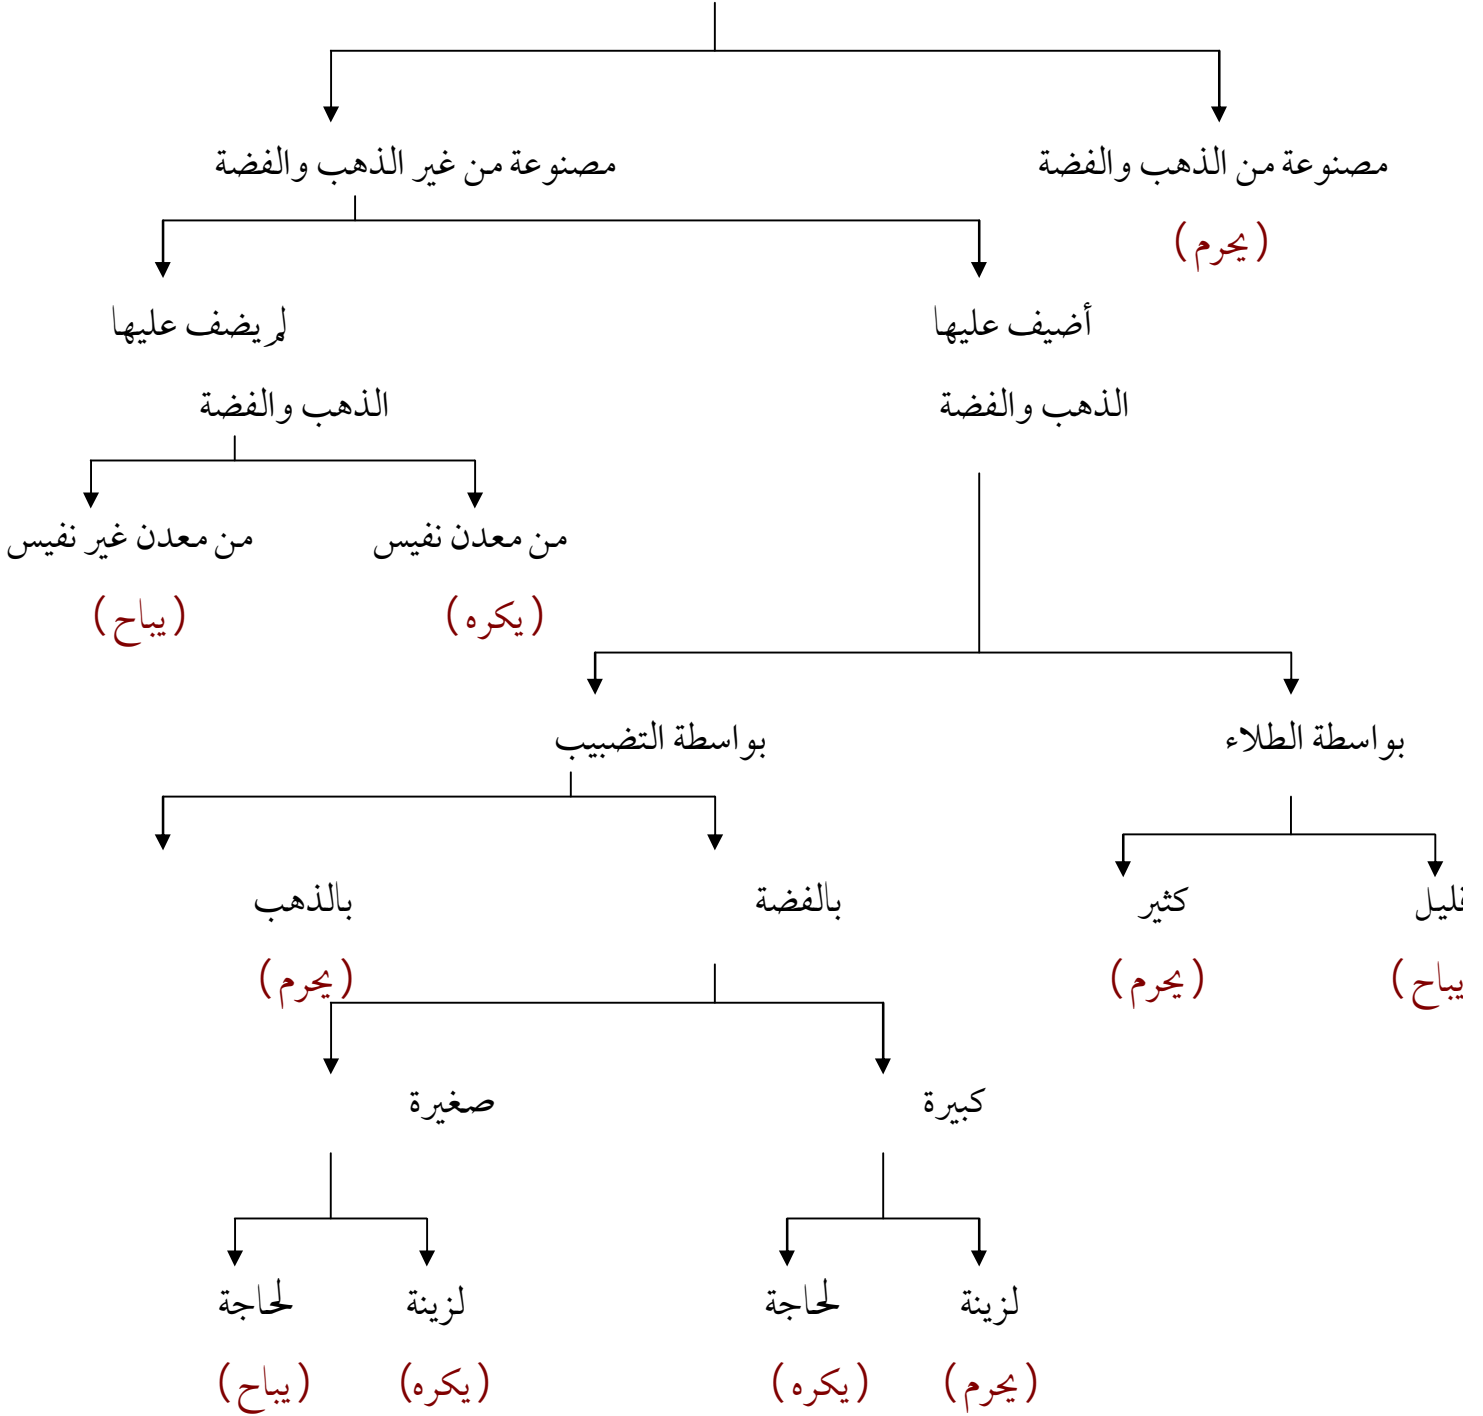 مصنوعة من الذهب والفضة
مصنوعة من غير الذهب والفضة
(يحرم)
أضيف عليها
لم يضف عليها
الذهب والفضة
الذهب والفضة
من معدن نفيس
من معدن غير نفيس
(يكره)
(يباح)
بواسطة الطلاء
بواسطة التضبيب
قليل
كثير
بالفضة
بالذهب
يباح)
(يحرم)
(يحرم)
كبيرة
صغيرة
لزينة
لحاجة
لزينة
لحاجة
(يحرم)
(يكره)
(يكره)
(يباح)